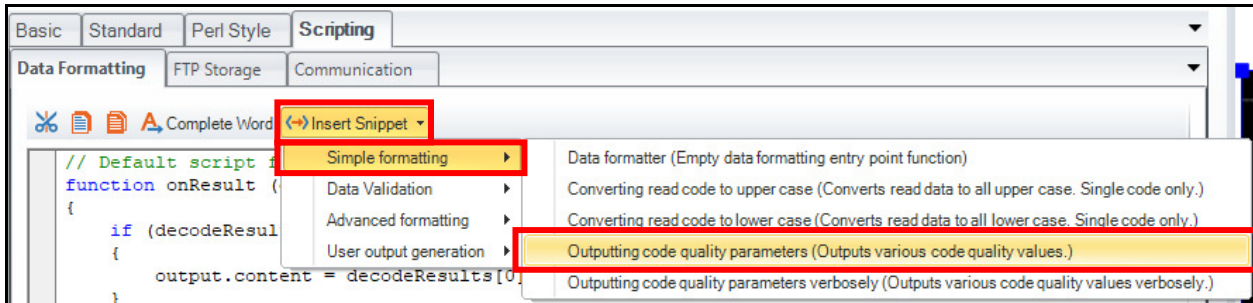 Basic Standard Perl Style Scripting
Data Formatting FTP Storage Communication
Complete Word Insert Snippet
// Default script f
function onResult (
{
if (decodeResul
{
output.content = decodeResults[0]
}
Simple formatting
Data Validation
Advanced formatting
User output generation
Data formatter (Empty data formatting entry point function)
Converting read code to upper case (Converts read data to all upper case. Single code only.)
Converting read code to lower case (Converts read data to all lower case. Single code only.)
Outputting code quality parameters (Outputs various code quality values.)
Outputting code quality parameters verbosely (Outputs various code quality values verbosely.)